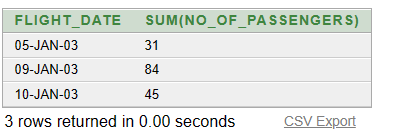 FLIGHT_DATE SUM(NO_OF_PASSENGERS)
05-JAN-03 31
09-JAN-03 84
10-JAN-03 45
3 rows returned in 0.00 seconds CSV Export